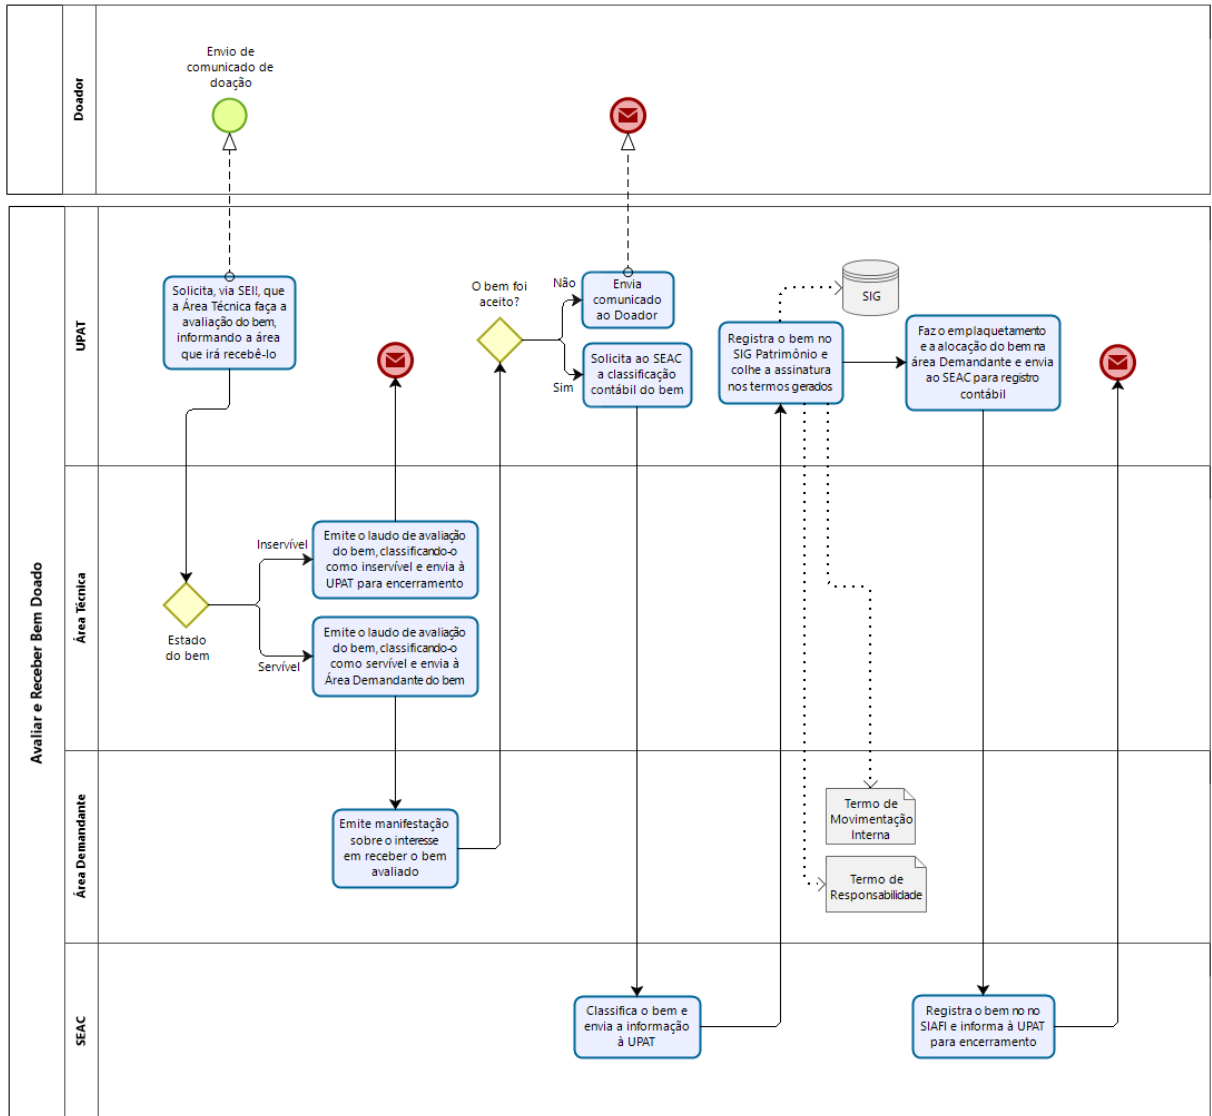 Doador
Envio de
comunicado de
doação
Avaliar e Receber Bem Doado
UPAT
Solicita, via SEI!, que
a Área Técnica faça a
avaliação do bem,
informando a área
que irá recebê-lo
O bem foi
aceito?
Não
Sim
Envia
comunicado
ao Doador
Solicita ao SEAC
a classificação
contábil do bem
SIG
Registra o bem no
SIG Patrimônio e
colhe a assinatura
nos termos gerados
Faz o emplaquetamento
e a alocação do bem na
área Demandante e envia
ao SEAC para registro
contábil
Área Técnica
Estado
do bem
Inservível
Servível
Emite o laudo de avaliação
do bem, classificando-o
como inservível e envia à
UPAT para encerramento
Emite o laudo de avaliação
do bem, classificando-o
como servível e envia à
Área Demandante do bem
Área Demandante
Emite manifestação
sobre o interesse
em receber o bem
avaliado
Termo de
Movimentação
Interna
Termo de
Responsabilidade
SEAC
Classifica o bem e
envia a informação
à UPAT
Registra o bem no no
SIAFI e informa à UPAT
para encerramento